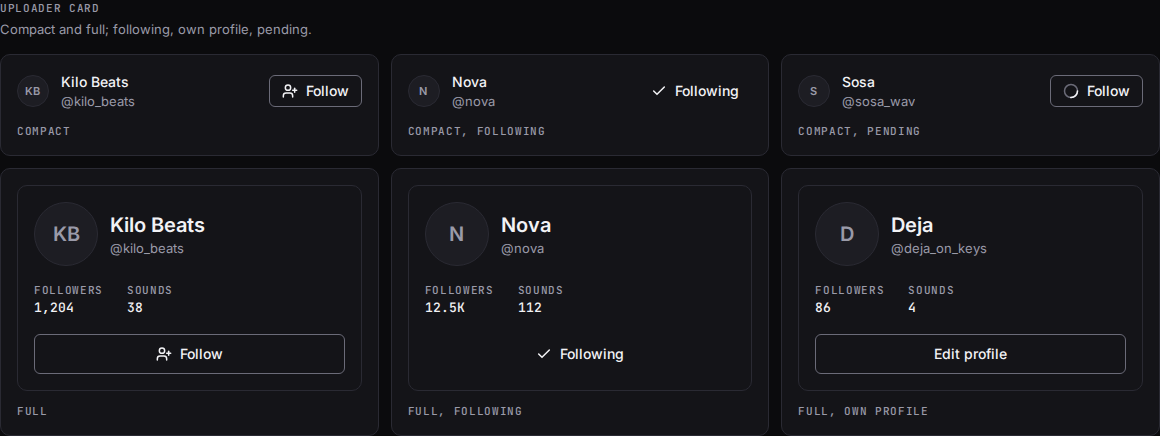 UPLOADER CARD
Compact and full; following, own profile, pending.
KB
Kilo Beats
@kilo_beats
Follow
COMPACT
N
Nova
@nova
Following
COMPACT, FOLLOWING
S
Sosa
@sosa_wav
Follow
COMPACT, PENDING
KB
Kilo Beats
@kilo_beats
FOLLOWERS SOUNDS
1,204 38
Follow
FULL
N
Nova
@nova
FOLLOWERS SOUNDS
12.5K 112
Following
FULL, FOLLOWING
D
Deja
@deja_on_keys
FOLLOWERS SOUNDS
86 4
Edit profile
FULL, OWN PROFILE